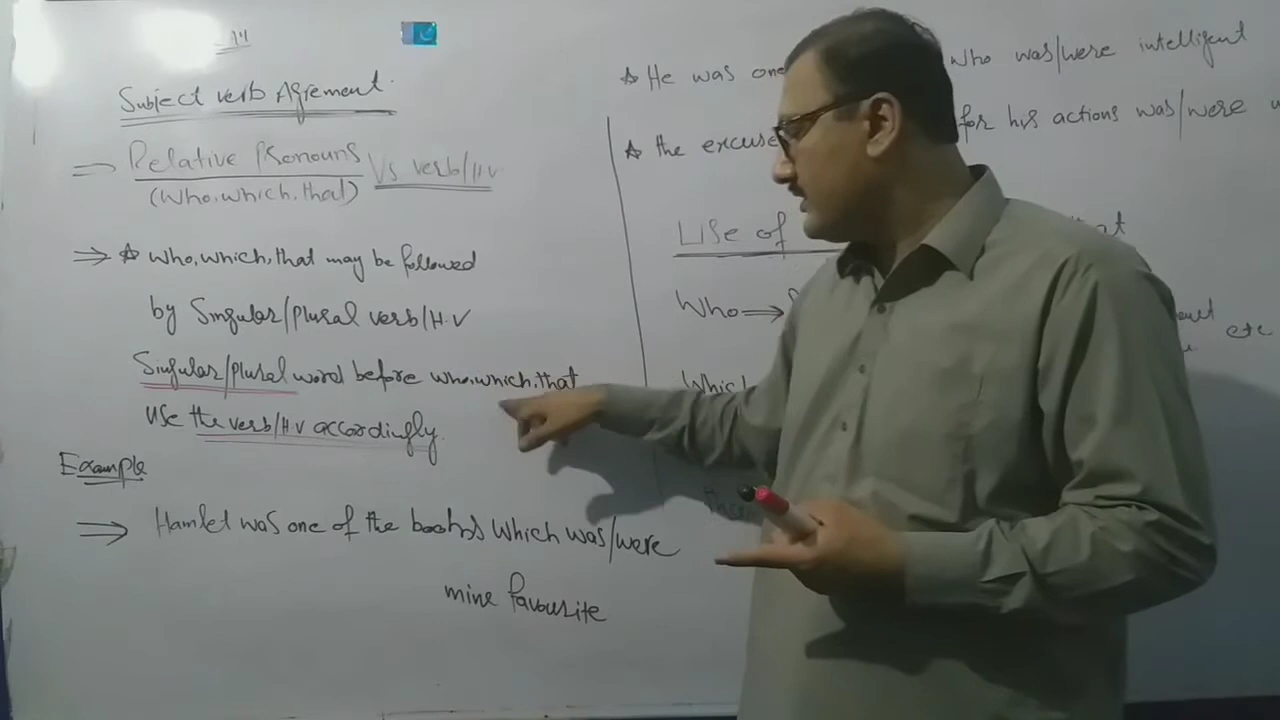 Subject verb Agrement
Relative Pronouns Vs verb/H V
(Who, which, that)
who, which, that may be followed
by Singular/plural verb/H.V
Singular/plural word before who, which, that
use the verb/H V accordingly.
Example
Hamlet was one of the books which was/were
mine favourite
He was one who was/were intelligent
the excuse for his actions was/were
Use of
Who
etc
Which